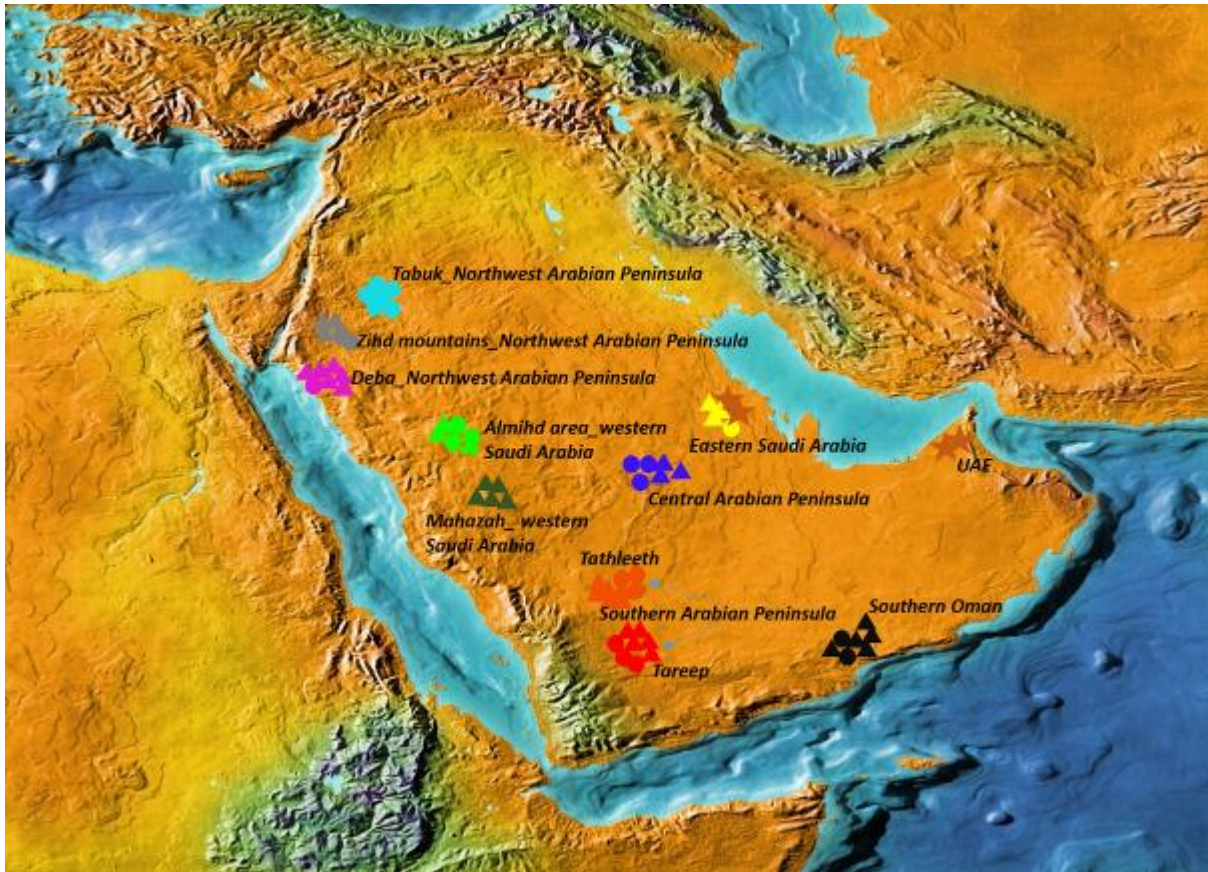 Tabuk_Northwest Arabian Peninsula
Zihd mountains_Northwest Arabian Peninsula
Deba_Northwest Arabian Peninsula
Almihd area_western
Saudi Arabia
Eastern Saudi Arabia
UAE
Central Arabian Peninsula
Mahazah_ western
Saudi Arabia
Tathleeth
Southern Arabian Peninsula
Southern Oman
Tareep